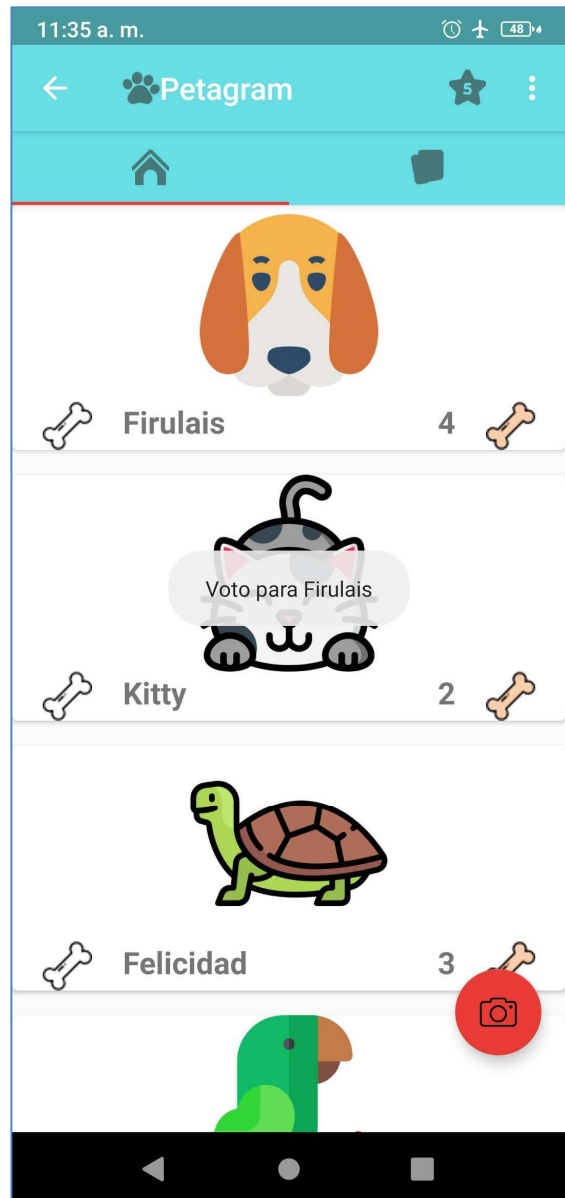 11:35 a. m.
48
Petagram
5
Firulais
4
Voto para Firulais
Kitty
2
Felicidad
3